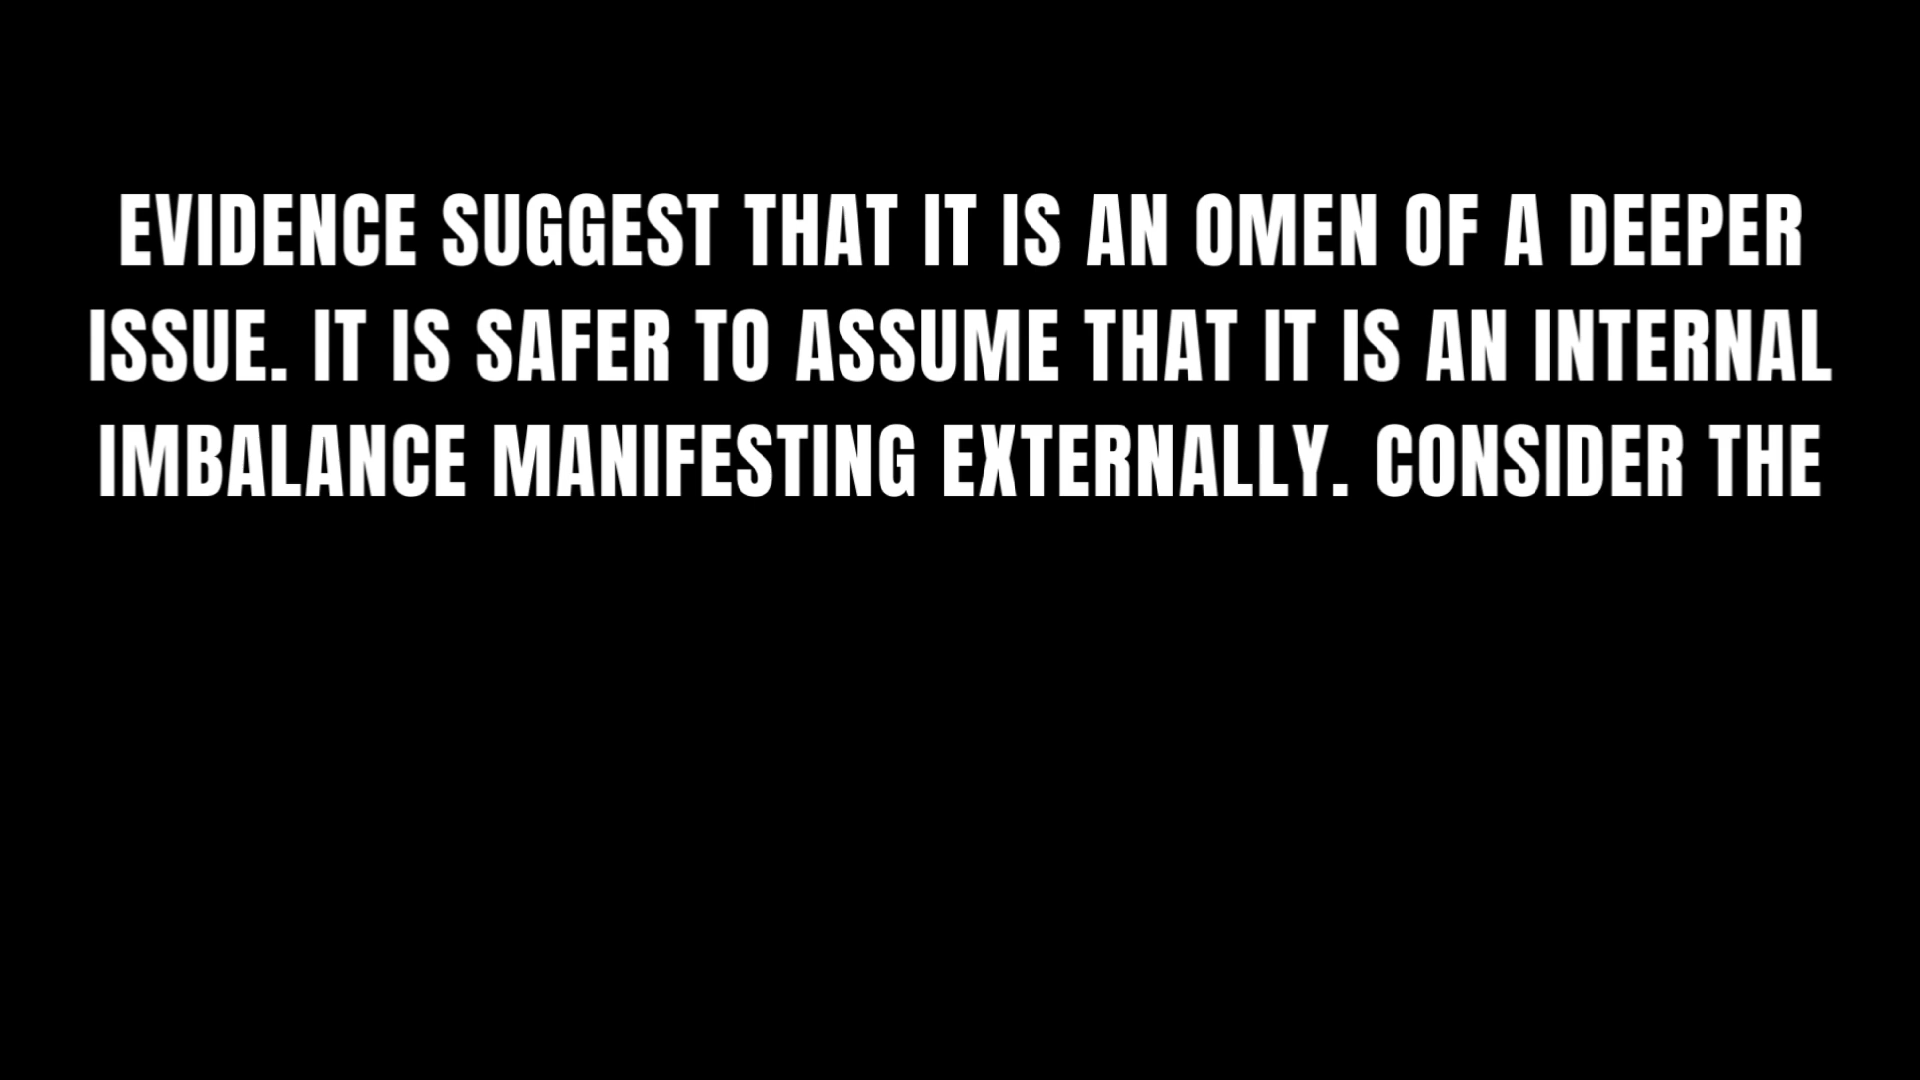 EVIDENCE SUGGEST THAT IT IS AN OMEN OF A DEEPER
ISSUE. IT IS SAFER TO ASSUME THAT IT IS AN INTERNAL
IMBALANCE MANIFESTING EXTERNALLY. CONSIDER THE